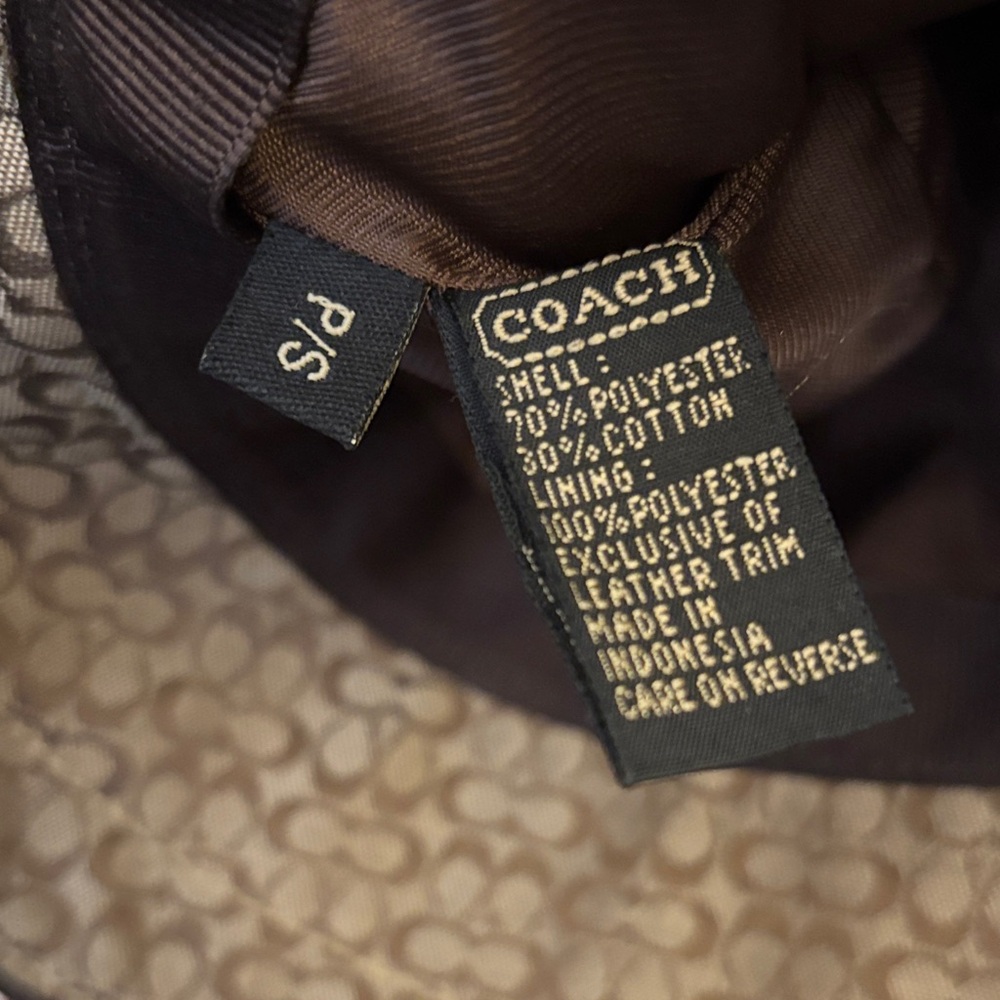 P/S
COACH
SHELL :
70% POLYESTER
30% COTTON
LINING :
100% POLYESTER
EXCLUSIVE OF
LEATHER TRIM
MADE IN
INDONESIA
CARE ON REVERSE